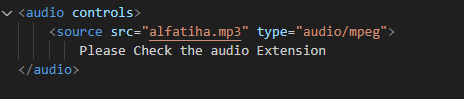 <audio controls>
<source src="alfatiha.mp3" type="audio/mpeg">
Please Check the audio Extension
</audio>